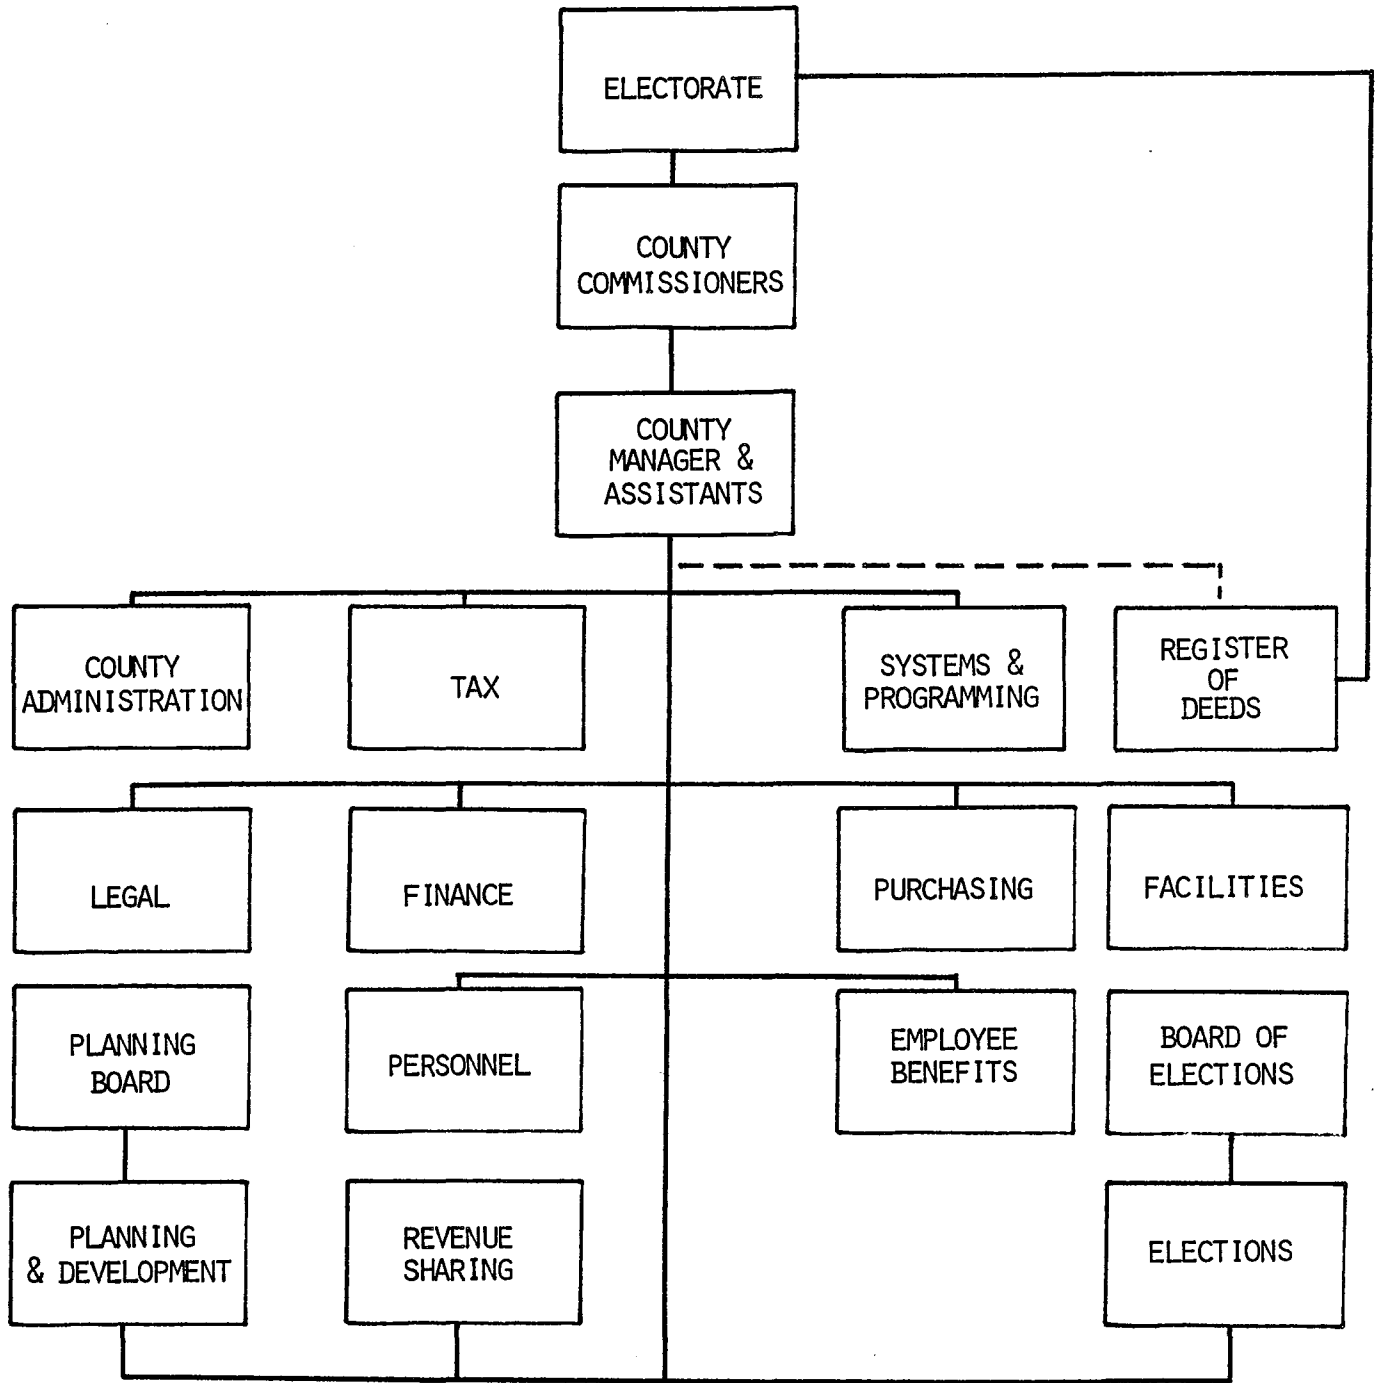 ELECTORATE
COUNTY
COMMISSIONERS
COUNTY
MANAGER &
ASSISTANTS
COUNTY
ADMINISTRATION
TAX
SYSTEMS &
PROGRAMMING
REGISTER
OF
DEEDS
LEGAL
FINANCE
PURCHASING
FACILITIES
PLANNING
BOARD
PERSONNEL
EMPLOYEE
BENEFITS
BOARD OF
ELECTIONS
PLANNING
& DEVELOPMENT
REVENUE
SHARING
ELECTIONS